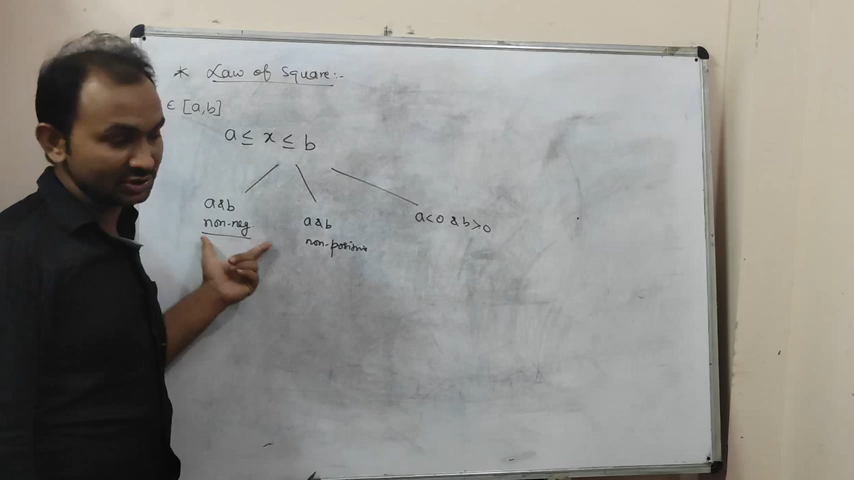 * Law of Square:-
∈ [a,b]
a ≤ x ≤ b
a & b
non-neg
a & b
non-positive
a<0 & b>0